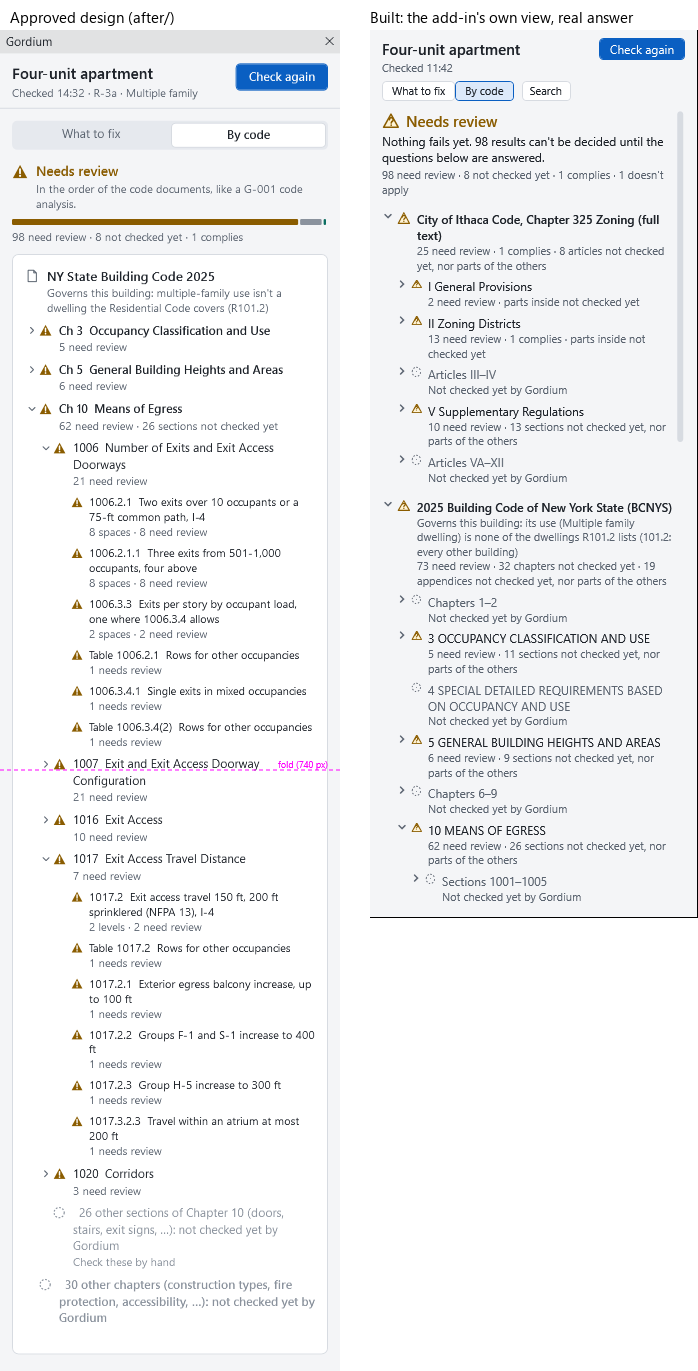 Approved design (after/)
Gordium
Four-unit apartment
Check again
Checked 14:32 · R-3a · Multiple family
What to fix
By code
Needs review
In the order of the code documents, like a G-001 code
analysis.
98 need review · 8 not checked yet · 1 complies
NY State Building Code 2025
Governs this building: multiple-family use isn't a
dwelling the Residential Code covers (R101.2)
Ch 3 Occupancy Classification and Use
5 need review
Ch 5 General Building Heights and Areas
6 need review
Ch 10 Means of Egress
62 need review · 26 sections not checked yet
1006 Number of Exits and Exit Access
Doorways
21 need review
1006.2.1 Two exits over 10 occupants or a
75-ft common path, I-4
8 spaces · 8 need review
1006.2.1.1 Three exits from 501-1,000
occupants, four above
8 spaces · 8 need review
1006.3.3 Exits per story by occupant load,
one where 1006.3.4 allows
2 spaces · 2 need review
Table 1006.2.1 Rows for other occupancies
1 needs review
1006.3.4.1 Single exits in mixed occupancies
1 needs review
Table 1006.3.4(2) Rows for other occupancies
1 needs review
1007 Exit and Exit Access Doorway
fold (740 px)
Configuration
21 need review
1016 Exit Access
10 need review
1017 Exit Access Travel Distance
7 need review
1017.2 Exit access travel 150 ft, 200 ft
sprinklered (NFPA 13), I-4
2 levels · 2 need review
Table 1017.2 Rows for other occupancies
1 needs review
1017.2.1 Exterior egress balcony increase, up
to 100 ft
1 needs review
1017.2.2 Groups F-1 and S-1 increase to 400
ft
1 needs review
1017.2.3 Group H-5 increase to 300 ft
1 needs review
1017.3.2.3 Travel within an atrium at most
200 ft
1 needs review
1020 Corridors
3 need review
26 other sections of Chapter 10 (doors,
stairs, exit signs, …): not checked yet by
Gordium
Check these by hand
30 other chapters (construction types, fire
protection, accessibility, …): not checked yet by
Gordium
Built: the add-in's own view, real answer
Four-unit apartment
Check again
Checked 11:42
What to fix
By code
Search
Needs review
Nothing fails yet. 98 results can't be decided until the
questions below are answered.
98 need review · 8 not checked yet · 1 complies · 1 doesn't
apply
City of Ithaca Code, Chapter 325 Zoning (full
text)
25 need review · 1 complies · 8 articles not checked
yet, nor parts of the others
I General Provisions
2 need review · parts inside not checked yet
II Zoning Districts
13 need review · 1 complies · parts inside not
checked yet
Articles III–IV
Not checked yet by Gordium
V Supplementary Regulations
10 need review · 13 sections not checked yet, nor
parts of the others
Articles VA–XII
Not checked yet by Gordium
2025 Building Code of New York State (BCNYS)
Governs this building: its use (Multiple family
dwelling) is none of the dwellings R101.2 lists (101.2:
every other building)
73 need review · 32 chapters not checked yet · 19
appendices not checked yet, nor parts of the others
Chapters 1–2
Not checked yet by Gordium
3 OCCUPANCY CLASSIFICATION AND USE
5 need review · 11 sections not checked yet, nor
parts of the others
4 SPECIAL DETAILED REQUIREMENTS BASED
ON OCCUPANCY AND USE
Not checked yet by Gordium
5 GENERAL BUILDING HEIGHTS AND AREAS
6 need review · 9 sections not checked yet, nor
parts of the others
Chapters 6–9
Not checked yet by Gordium
10 MEANS OF EGRESS
62 need review · 26 sections not checked yet, nor
parts of the others
Sections 1001–1005
Not checked yet by Gordium